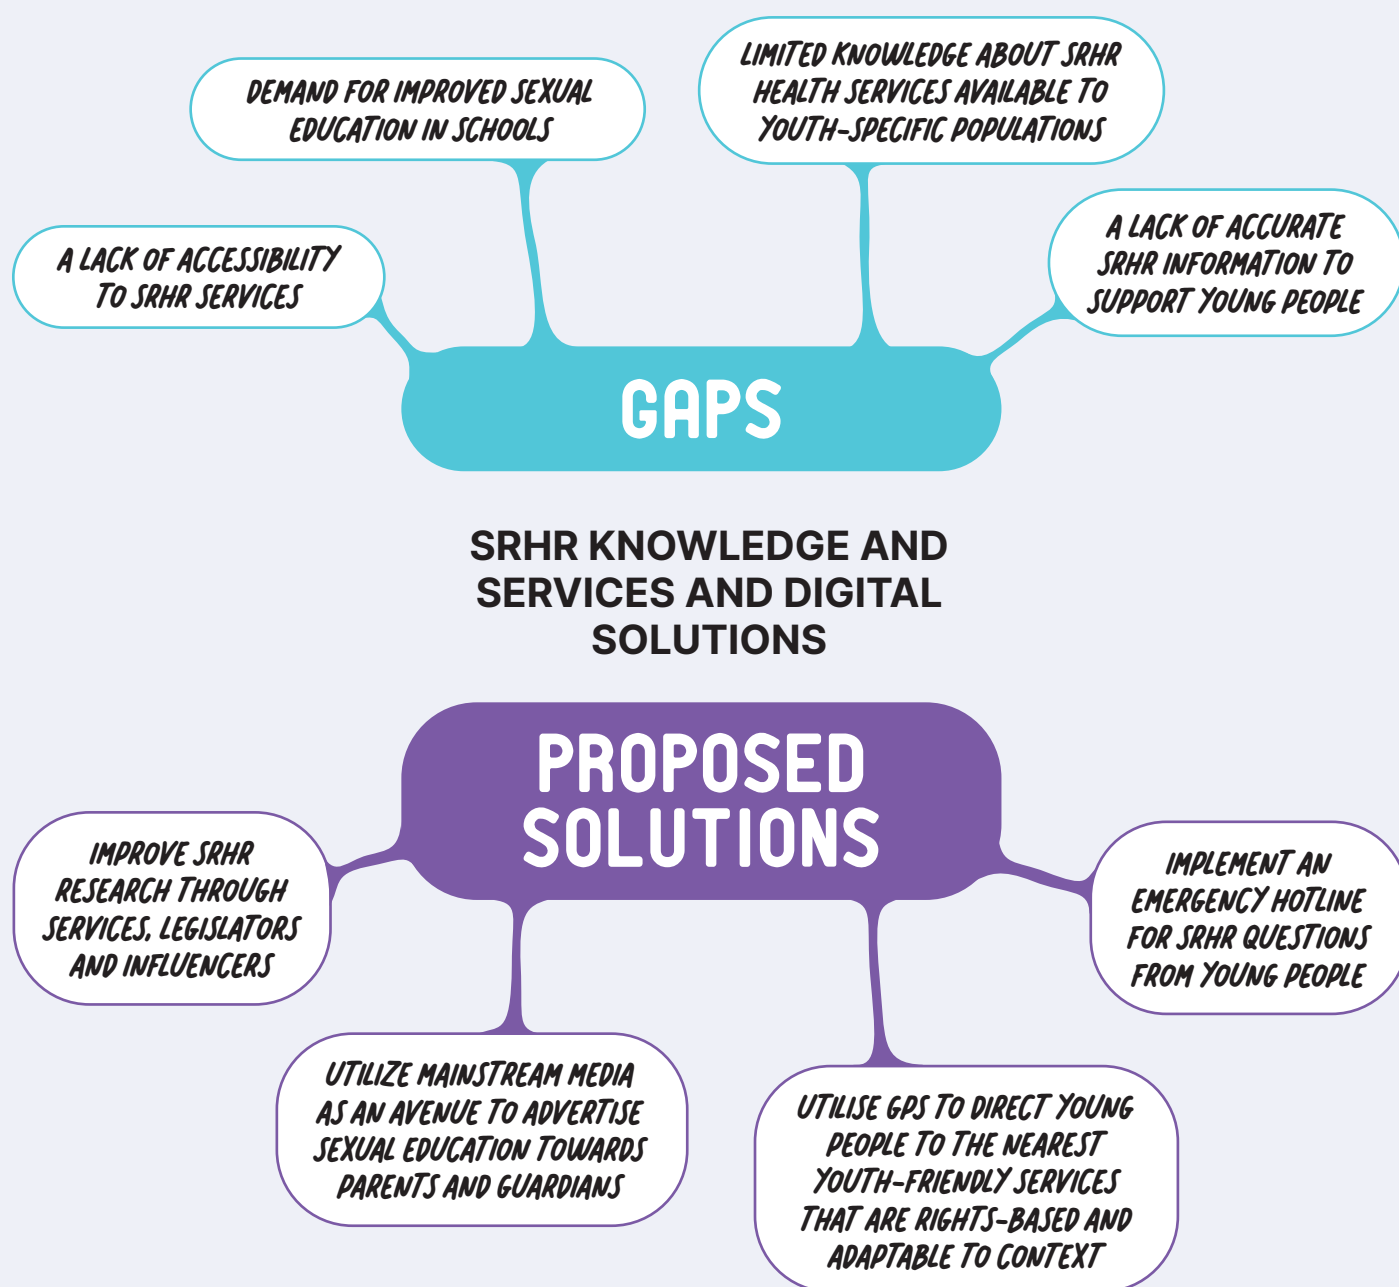 DEMAND FOR IMPROVED SEXUAL
EDUCATION IN SCHOOLS
LIMITED KNOWLEDGE ABOUT SRHR
HEALTH SERVICES AVAILABLE TO
YOUTH-SPECIFIC POPULATIONS
A LACK OF ACCESSIBILITY
TO SRHR SERVICES
A LACK OF ACCURATE
SRHR INFORMATION TO
SUPPORT YOUNG PEOPLE
GAPS
SRHR KNOWLEDGE AND
SERVICES AND DIGITAL
SOLUTIONS
PROPOSED
SOLUTIONS
IMPROVE SRHR
RESEARCH THROUGH
SERVICES, LEGISLATORS
AND INFLUENCERS
IMPLEMENT AN
EMERGENCY HOTLINE
FOR SRHR QUESTIONS
FROM YOUNG PEOPLE
UTILIZE MAINSTREAM MEDIA
AS AN AVENUE TO ADVERTISE
SEXUAL EDUCATION TOWARDS
PARENTS AND GUARDIANS
UTILISE GPS TO DIRECT YOUNG
PEOPLE TO THE NEAREST
YOUTH-FRIENDLY SERVICES
THAT ARE RIGHTS-BASED AND
ADAPTABLE TO CONTEXT